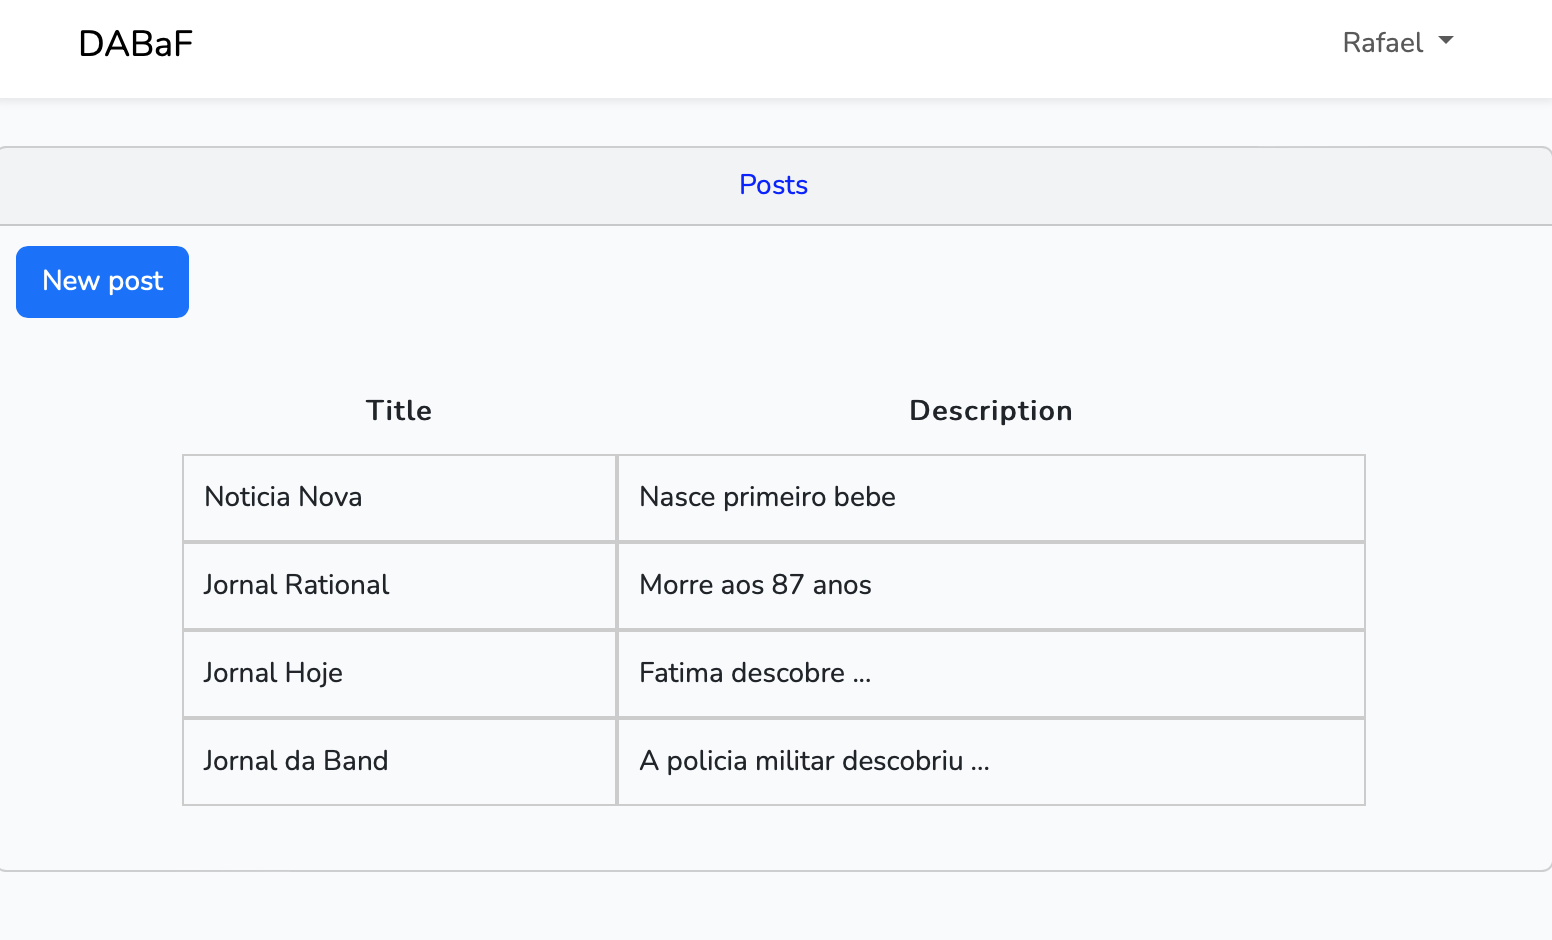 DABaF
Rafael
Posts
New post
Title Description
Noticia Nova Nasce primeiro bebe
Jornal Rational Morre aos 87 anos
Jornal Hoje Fatima descobre ...
Jornal da Band A policia militar descobriu ...